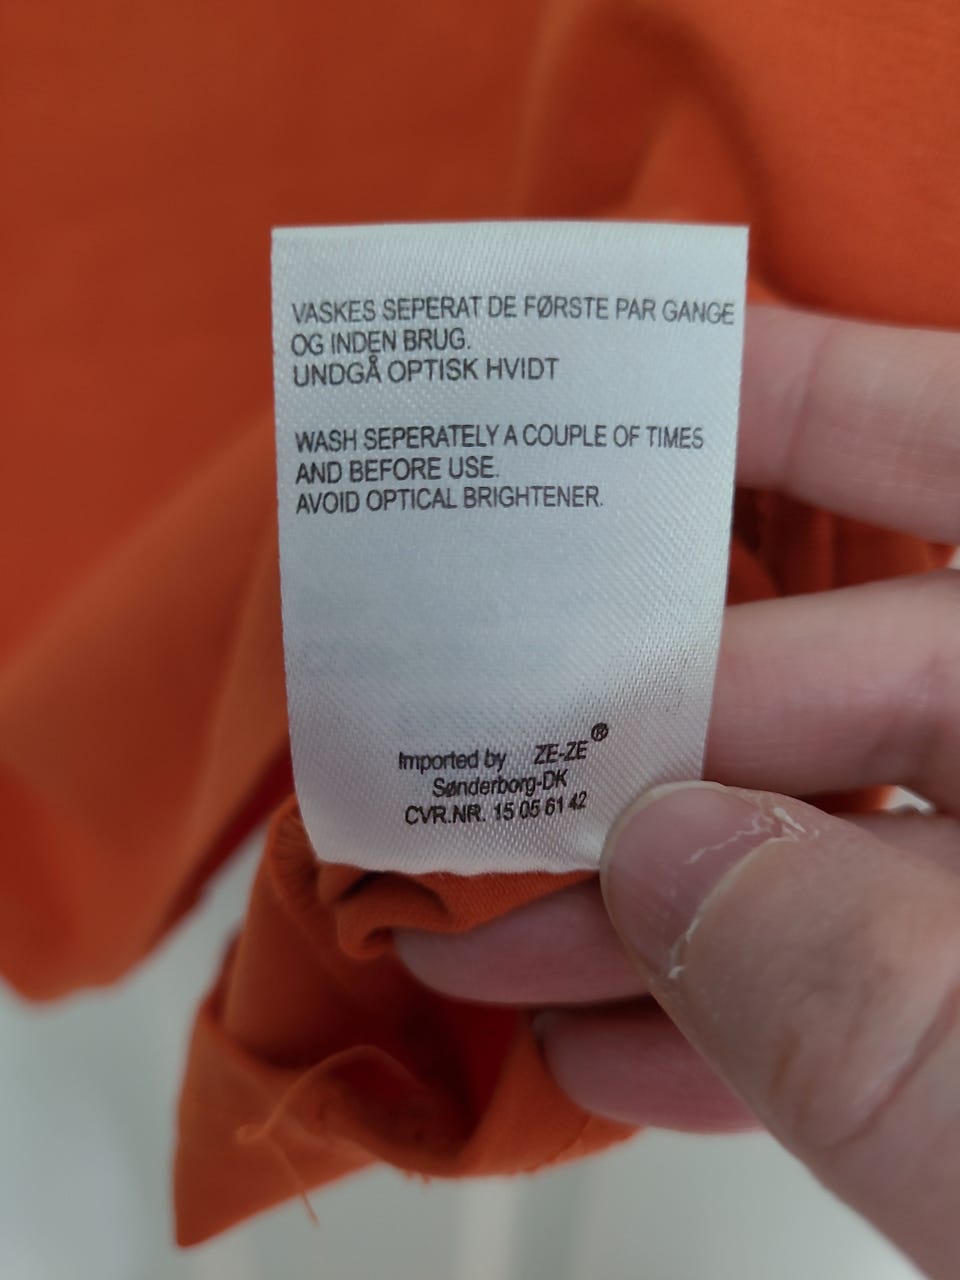 VASKES SEPERAT DE FØRSTE PAR GANGE
OG INDEN BRUG.
UNDGÅ OPTISK HVIDT
WASH SEPERATELY A COUPLE OF TIMES
AND BEFORE USE.
AVOID OPTICAL BRIGHTENER.
Imported by ZE-ZE®
Sønderborg-DK
CVR.NR. 15 05 61 42